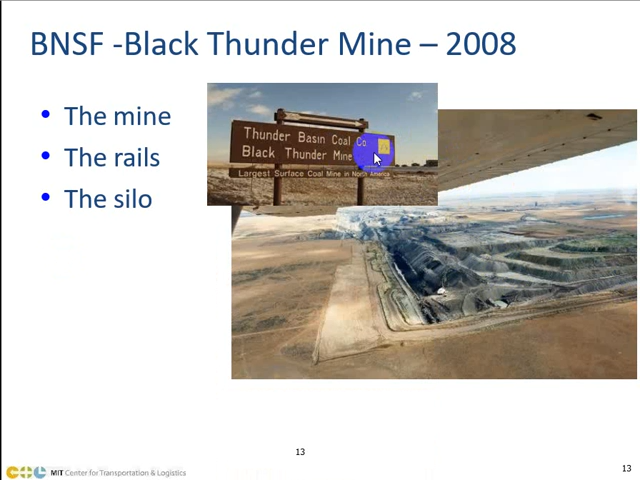 BNSF -Black Thunder Mine – 2008
• The mine
• The rails
• The silo
Thunder Basin Coal Co.
Black Thunder Mine
Largest Surface Coal Mine in North America
13
MIT Center for Transportation & Logistics
13